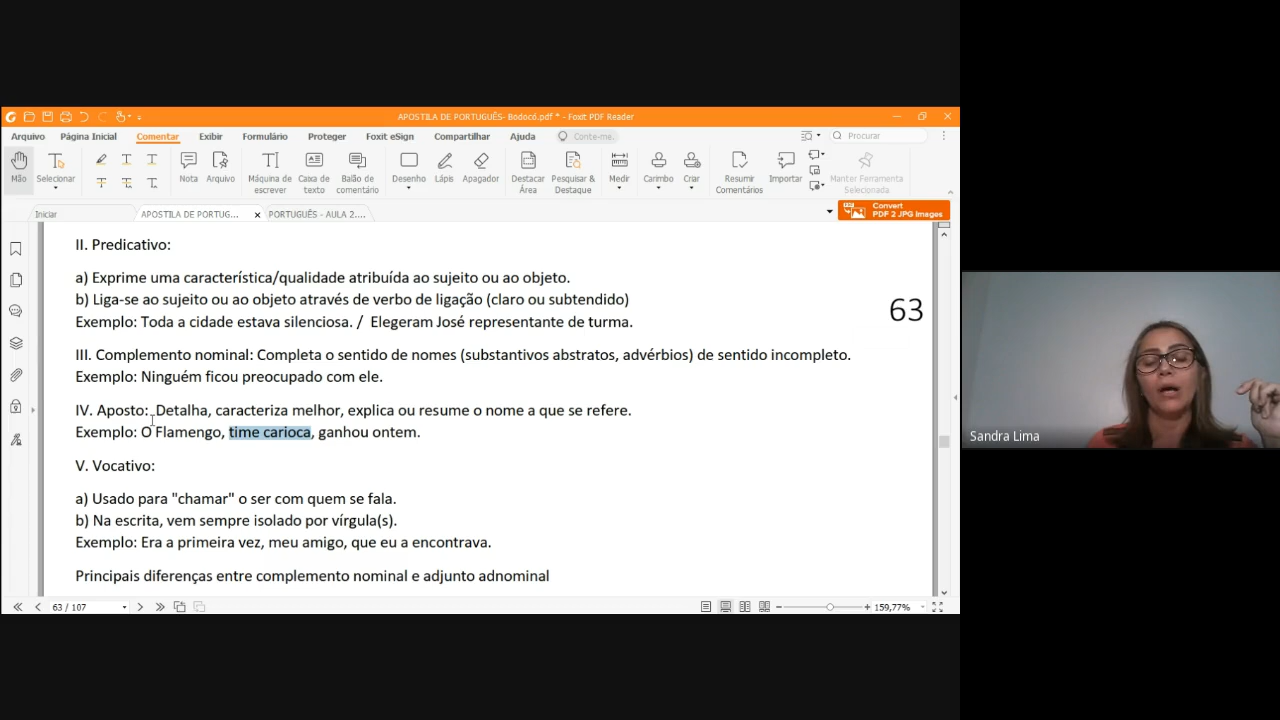 APOSTILA DE PORTUGUÊS- Bodocó.pdf * - Foxit PDF Reader
Arquivo Página Inicial Comentar Exibir Formulário Proteger Foxit eSign Compartilhar Ajuda Conte-me. Procurar
Mão Selecionar Nota Arquivo Máquina de escrever Caixa de texto Balão de comentário Desenho Lápis Apagador Destacar Área Pesquisar & Destaque Medir Carimbo Criar Resumir Comentários Importar Manter Ferramenta Selecionada
Iniciar APOSTILA DE PORTUG... PORTUGUÊS - AULA 2....
Convert
PDF 2 JPG Images
II. Predicativo:
a) Exprime uma característica/qualidade atribuída ao sujeito ou ao objeto.
b) Liga-se ao sujeito ou ao objeto através de verbo de ligação (claro ou subtendido)
63
Exemplo: Toda a cidade estava silenciosa. / Elegeram José representante de turma.
III. Complemento nominal: Completa o sentido de nomes (substantivos abstratos, advérbios) de sentido incompleto.
Exemplo: Ninguém ficou preocupado com ele.
IV. Aposto: Detalha, caracteriza melhor, explica ou resume o nome a que se refere.
Exemplo: O Flamengo, time carioca, ganhou ontem.
V. Vocativo:
a) Usado para "chamar" o ser com quem se fala.
b) Na escrita, vem sempre isolado por vírgula(s).
Exemplo: Era a primeira vez, meu amigo, que eu a encontrava.
Principais diferenças entre complemento nominal e adjunto adnominal
63 / 107
159,77%
Sandra Lima